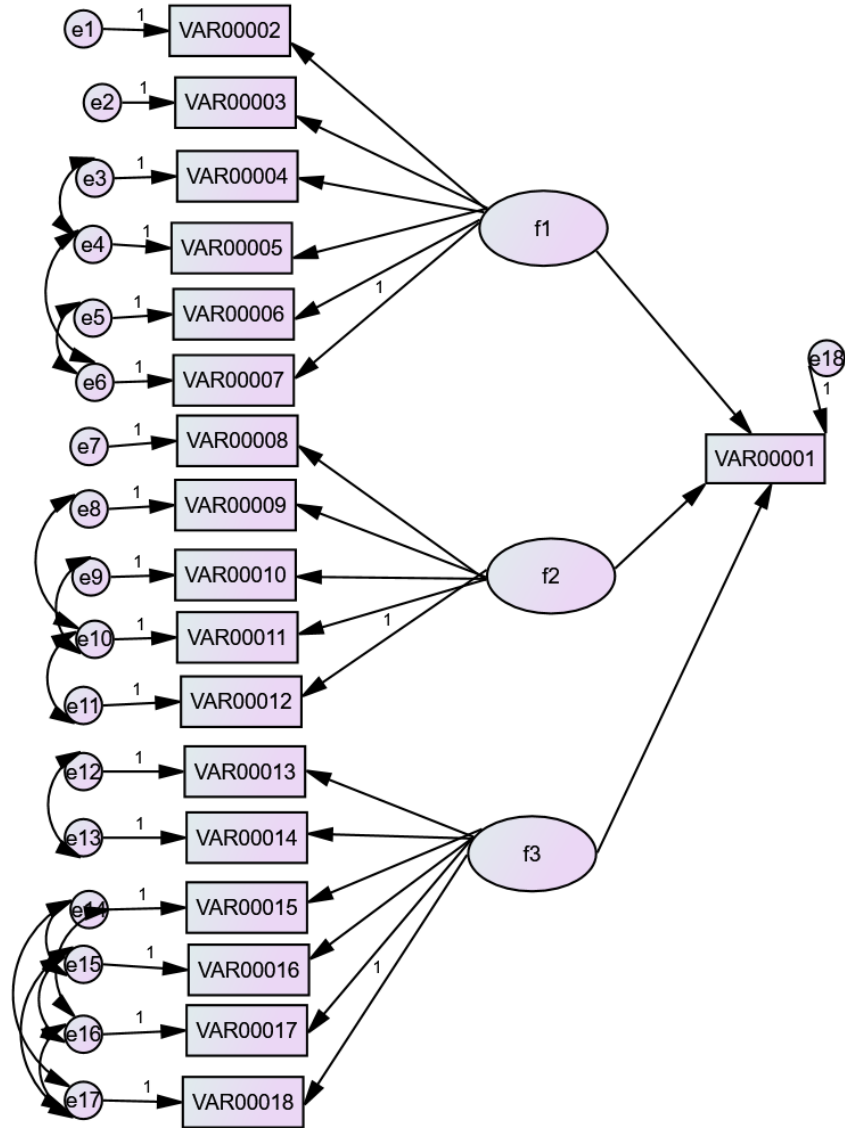 e1 1 VAR00002
e2 1 VAR00003
e3 1 VAR00004
f1
e4 1 VAR00005
e5 1 VAR00006
1
e6 1 VAR00007
e18
1
e7 1 VAR00008
VAR00001
e8 1 VAR00009
e9 1 VAR00010
f2
e10 1 VAR00011
1
e11 1 VAR00012
e12 1 VAR00013
e13 1 VAR00014
f3
e14 1 VAR00015
e15 1 VAR00016
1
e16 1 VAR00017
e17 1 VAR00018